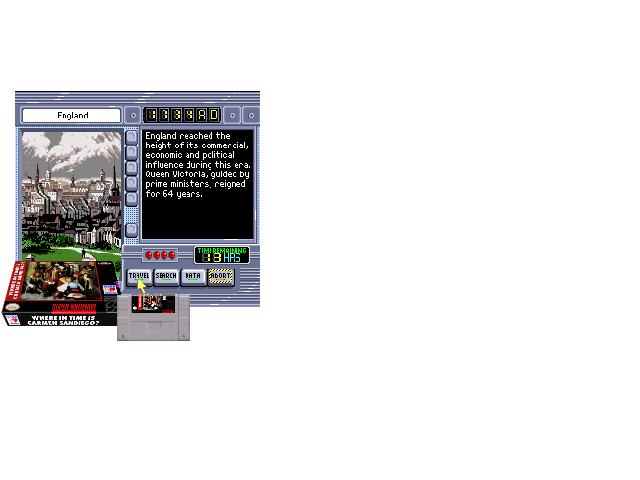 England
1734AD
England reached the
height of its commercial,
economic and political
influence during this era.
Queen Victoria, guided by
prime ministers, reigned
for 64 years.
TIME REMAINING
13 HRS
TRAVEL
SEARCH
DATA
ABORT
SUPER NINTENDO
WHERE IN TIME IS
CARMEN SANDIEGO?